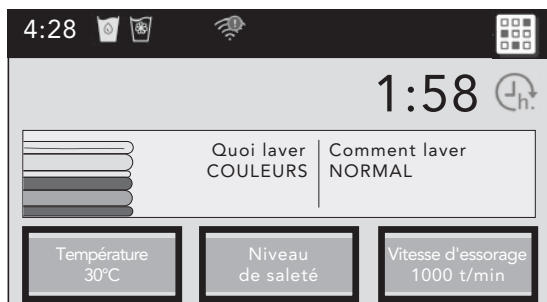 4:28
1:58 h.
Quoi laver
COULEURS
Comment laver
NORMAL
Température
30°C
Niveau
de saleté
Vitesse d'essorage
1000 t/min